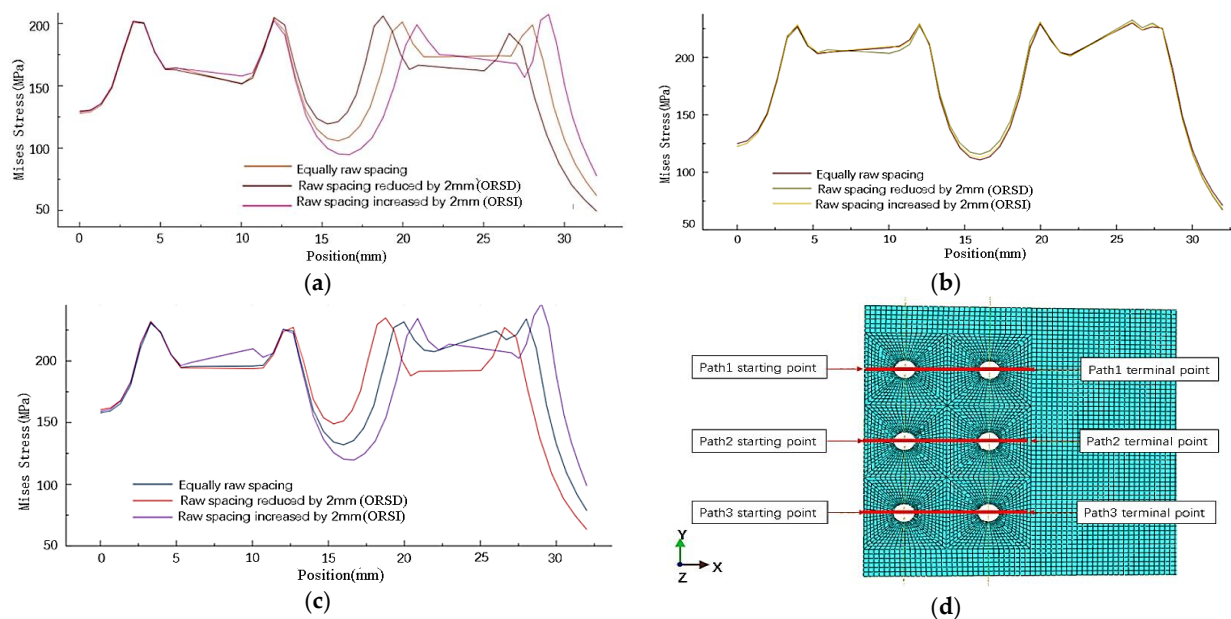 200
150
100
50
Mises Stress(MPa)
Equally raw spacing
Raw spacing reduced by 2mm (ORSD)
Raw spacing increased by 2mm (ORSI)
0 5 10 15 20 25 30
Position(mm)
(a)
200
150
100
50
Mises Stress(MPa)
Equally raw spacing
Raw spacing reduced by 2mm (ORSD)
Raw spacing increased by 2mm (ORSI)
0 5 10 15 20 25 30
Position(mm)
(b)
200
150
100
50
Mises Stress(MPa)
Equally raw spacing
Raw spacing reduced by 2mm (ORSD)
Raw spacing increased by 2mm (ORSI)
0 5 10 15 20 25 30
Position(mm)
(c)
Path1 starting point
Path1 terminal point
Path2 starting point
Path2 terminal point
Path3 starting point
Path3 terminal point
Y
Z
X
(d)